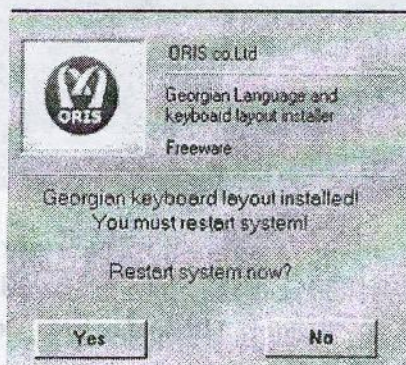 ORIS
ORIS co.Ltd
Georgian Language and
keyboard layout installer
Freeware
Georgian keyboard layout installed!
You must restart system!
Restart system now?
Yes
No